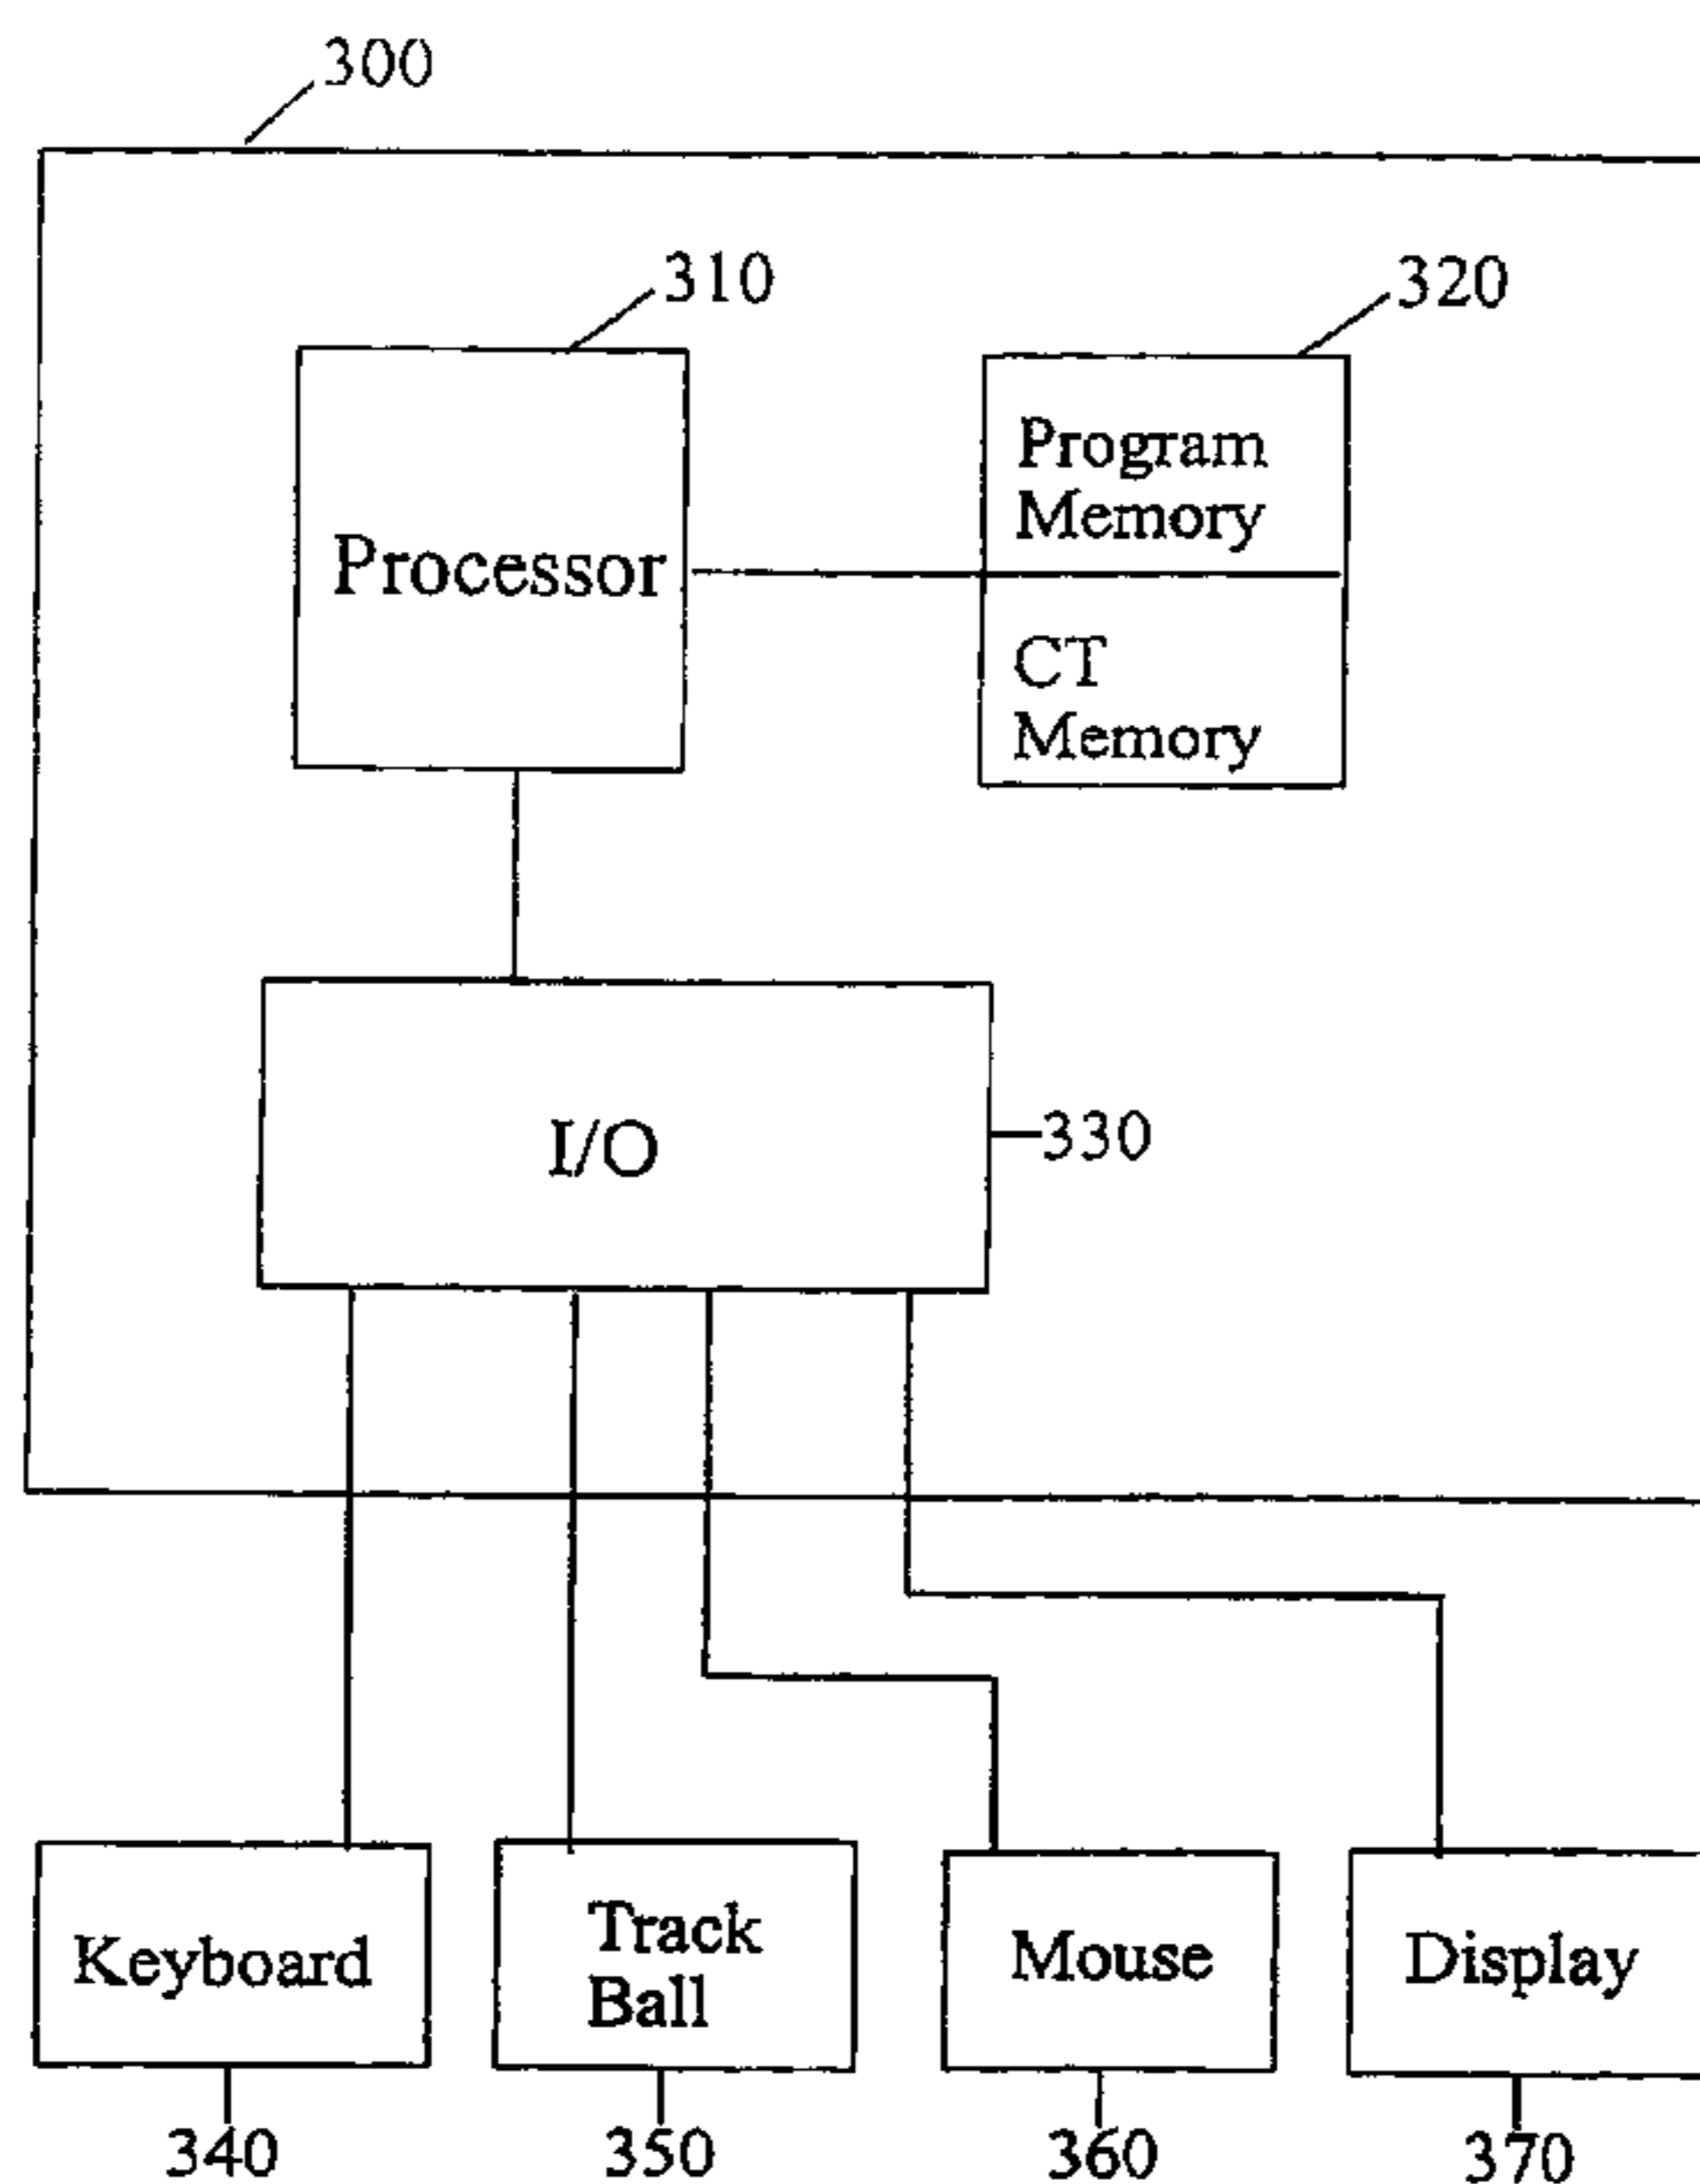 300
310
320
Processor
Program
Memory
CT
Memory
I/O
330
Keyboard
Track
Ball
Mouse
Display
340
350
360
370